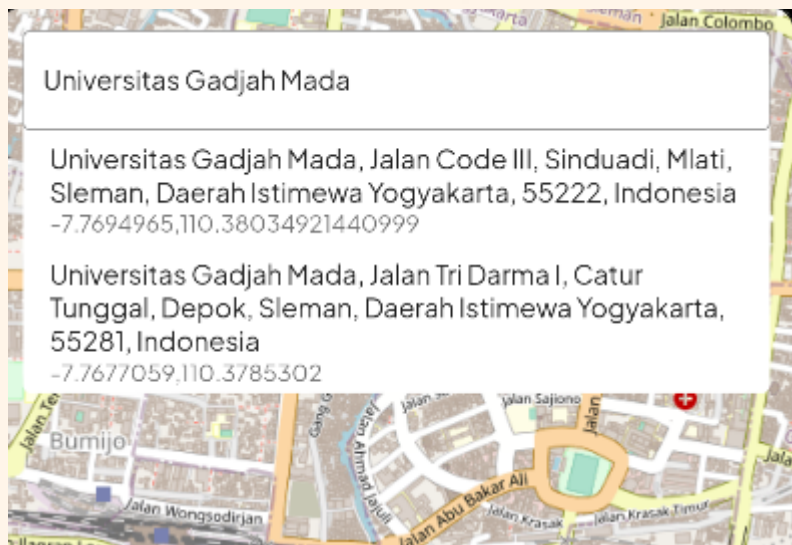 Jalan Colombo
Universitas Gadjah Mada
Universitas Gadjah Mada, Jalan Code III, Sinduadi, Mlati,
Sleman, Daerah Istimewa Yogyakarta, 55222, Indonesia
-7.7694965,110.38034921440999
Universitas Gadjah Mada, Jalan Tri Darma I, Catur
Tunggal, Depok, Sleman, Daerah Istimewa Yogyakarta,
55281, Indonesia
-7.7677059,110.3785302
Jalan
Jalan Sajiono
Jalan
Gang
Bumijo
Jalan Wongsodirjan
Jalan Abu Bakar Ali
Jalan Krasak
Jalan Krasak Timur